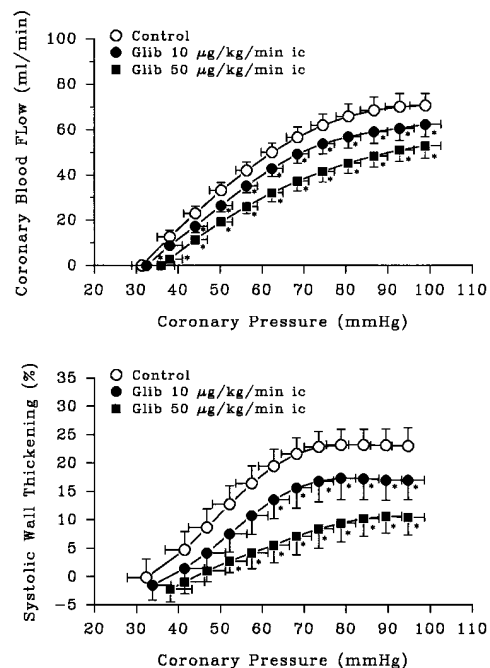 Coronary Blood FLow (ml/min)
100
80
60
40
20
0
Control
Glib 10 µg/kg/min ic
Glib 50 µg/kg/min ic
* * * * * * * * * * *
* * * * * * * * * * * *
20 30 40 50 60 70 80 90 100 110
Coronary Pressure (mmHg)
Systolic Wall Thickening (%)
35
30
25
20
15
10
5
0
-5
Control
Glib 10 µg/kg/min ic
Glib 50 µg/kg/min ic
* * * * * *
* * * * * * * * *
20 30 40 50 60 70 80 90 100 110
Coronary Pressure (mmHg)